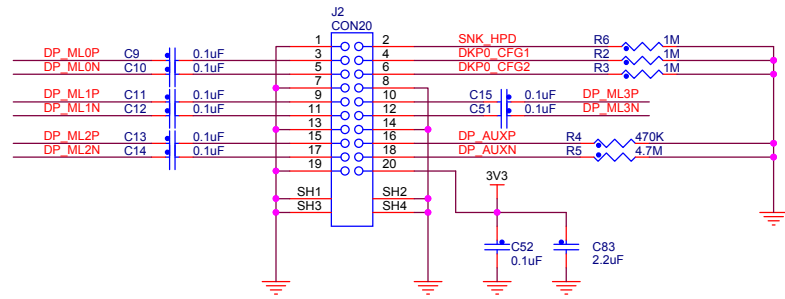 J2
CON20
1 2 SNK_HPD R6 1M
DP_ML0P C9 0.1uF 3 4 DKP0_CFG1 R2 1M
DP_ML0N C10 0.1uF 5 6 DKP0_CFG2 R3 1M
7 8
DP_ML1P C11 0.1uF 9 10 C15 0.1uF DP_ML3P
DP_ML1N C12 0.1uF 11 12 C51 0.1uF DP_ML3N
13 14
DP_ML2P C13 0.1uF 15 16 DP_AUXP R4 470K
DP_ML2N C14 0.1uF 17 18 DP_AUXN R5 4.7M
19 20
3V3
SH1 SH2
SH3 SH4
C52 C83
0.1uF 2.2uF